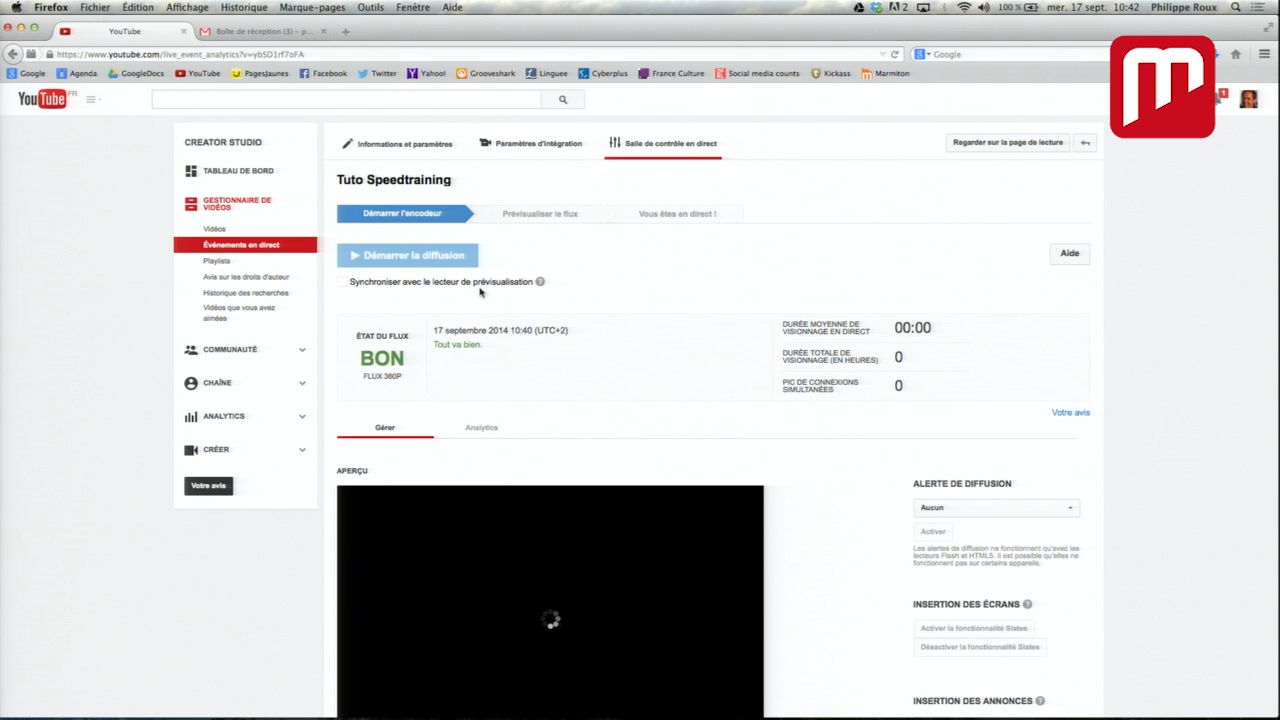 Firefox Fichier Édition Affichage Historique Marque-pages Outils Fenêtre Aide
A 2 100 % mer. 17 sept. 10:42 Philippe Roux
YouTube
Boîte de réception (3) - p...
https://www.youtube.com/live_event_analytics?v=ybSD1rf7oFA
Google
Google Agenda GoogleDocs YouTube PagesJaunes Facebook Twitter Yahoo! Grooveshark Linguee Cyberplus France Culture Social media counts Kickass Marmiton
YouTube FR
1
CREATOR STUDIO
TABLEAU DE BORD
GESTIONNAIRE DE
VIDÉOS
Vidéos
Événements en direct
Playlists
Avis sur les droits d'auteur
Historique des recherches
Vidéos que vous avez
aimées
COMMUNAUTÉ
CHAÎNE
ANALYTICS
CRÉER
Votre avis
Informations et paramètres
Paramètres d'intégration
Salle de contrôle en direct
Regarder sur la page de lecture
Tuto Speedtraining
Démarrer l'encodeur
Prévisualiser le flux
Vous êtes en direct !
Démarrer la diffusion
Aide
Synchroniser avec le lecteur de prévisualisation ?
ÉTAT DU FLUX
BON
FLUX 360P
17 septembre 2014 10:40 (UTC+2)
Tout va bien.
DURÉE MOYENNE DE
VISIONNAGE EN DIRECT
00:00
DURÉE TOTALE DE
VISIONNAGE (EN HEURES)
0
PIC DE CONNEXIONS
SIMULTANÉES
0
Votre avis
Gérer
Analytics
APERÇU
ALERTE DE DIFFUSION
Aucun
Activer
Les alertes de diffusion ne fonctionnent qu'avec les
lecteurs Flash et HTML5. Il est possible qu'elles ne
fonctionnent pas sur certains appareils.
INSERTION DES ÉCRANS ?
Activer la fonctionnalité Slates
Désactiver la fonctionnalité Slates
INSERTION DES ANNONCES ?